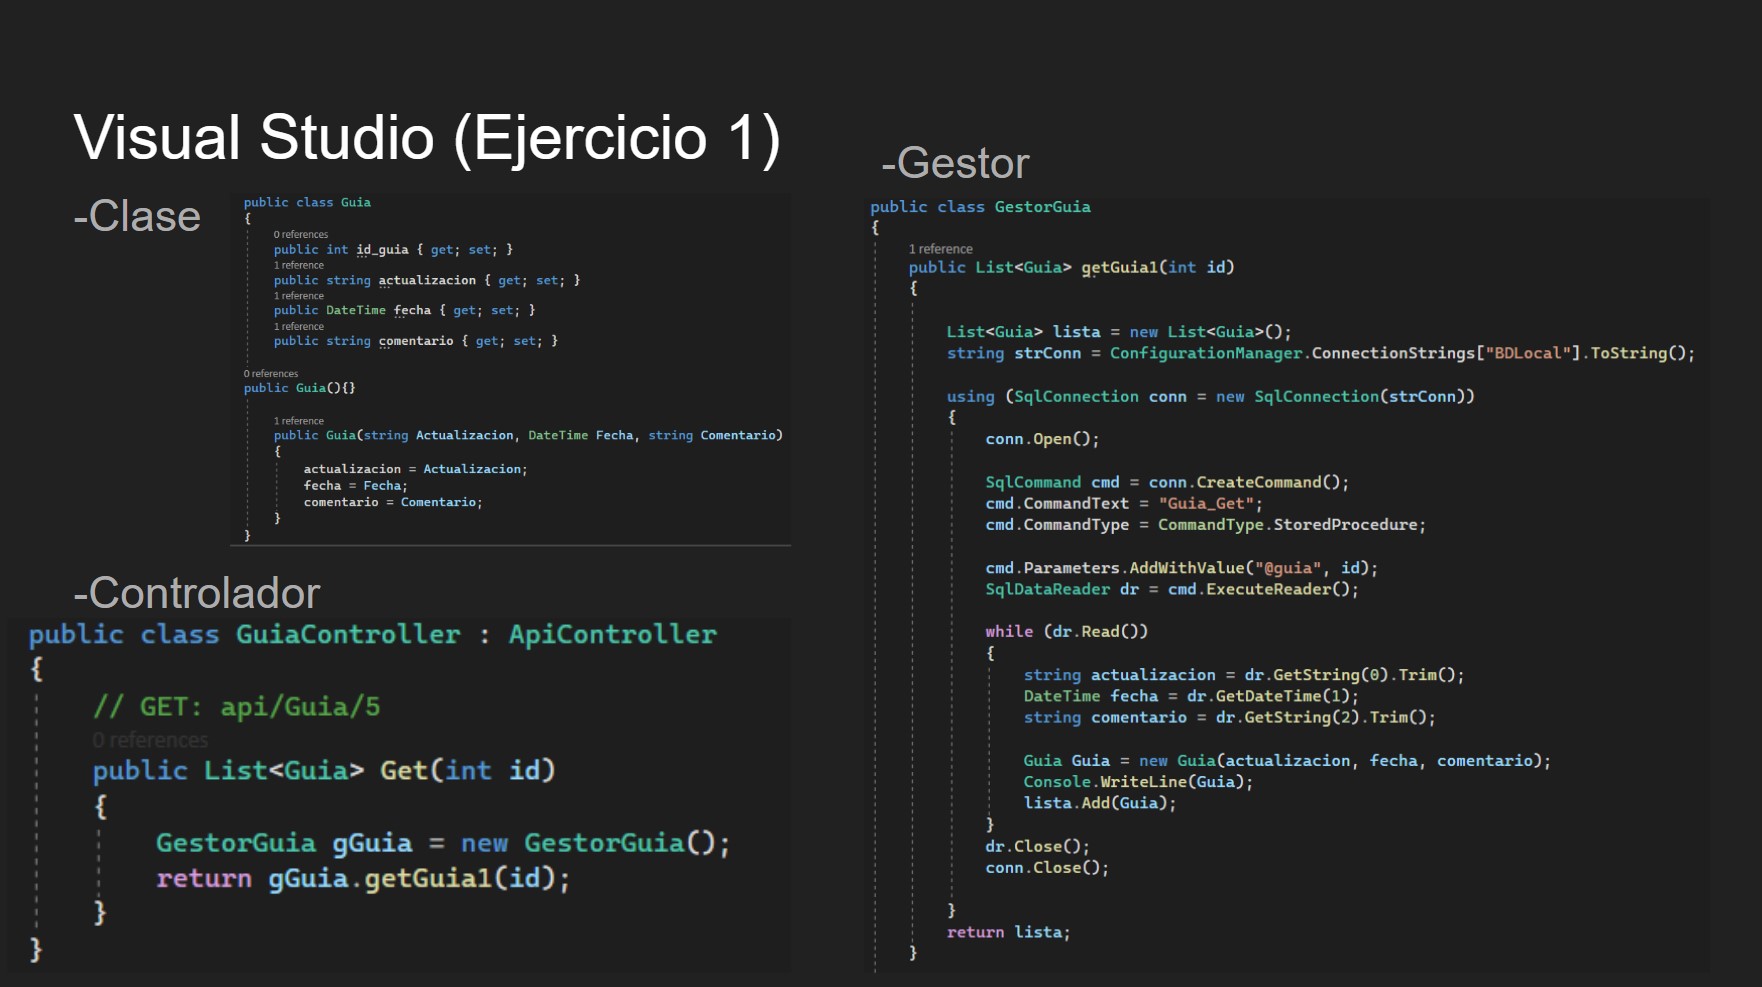 Visual Studio (Ejercicio 1)
-Clase
public class Guia
{
0 references
public int id_guia { get; set; }
1 reference
public string actualizacion { get; set; }
1 reference
public DateTime fecha { get; set; }
1 reference
public string comentario { get; set; }
0 references
public Guia(){}
1 reference
public Guia(string Actualizacion, DateTime Fecha, string Comentario)
{
actualizacion = Actualizacion;
fecha = Fecha;
comentario = Comentario;
}
}
-Controlador
public class GuiaController : ApiController
{
// GET: api/Guia/5
0 references
public List<Guia> Get(int id)
{
GestorGuia gGuia = new GestorGuia();
return gGuia.getGuia1(id);
}
}
-Gestor
public class GestorGuia
{
1 reference
public List<Guia> getGuia1(int id)
{
List<Guia> lista = new List<Guia>();
string strConn = ConfigurationManager.ConnectionStrings["BDLocal"].ToString();
using (SqlConnection conn = new SqlConnection(strConn))
{
conn.Open();
SqlCommand cmd = conn.CreateCommand();
cmd.CommandText = "Guia_Get";
cmd.CommandType = CommandType.StoredProcedure;
cmd.Parameters.AddWithValue("@guia", id);
SqlDataReader dr = cmd.ExecuteReader();
while (dr.Read())
{
string actualizacion = dr.GetString(0).Trim();
DateTime fecha = dr.GetDateTime(1);
string comentario = dr.GetString(2).Trim();
Guia Guia = new Guia(actualizacion, fecha, comentario);
Console.WriteLine(Guia);
lista.Add(Guia);
}
dr.Close();
conn.Close();
}
return lista;
}